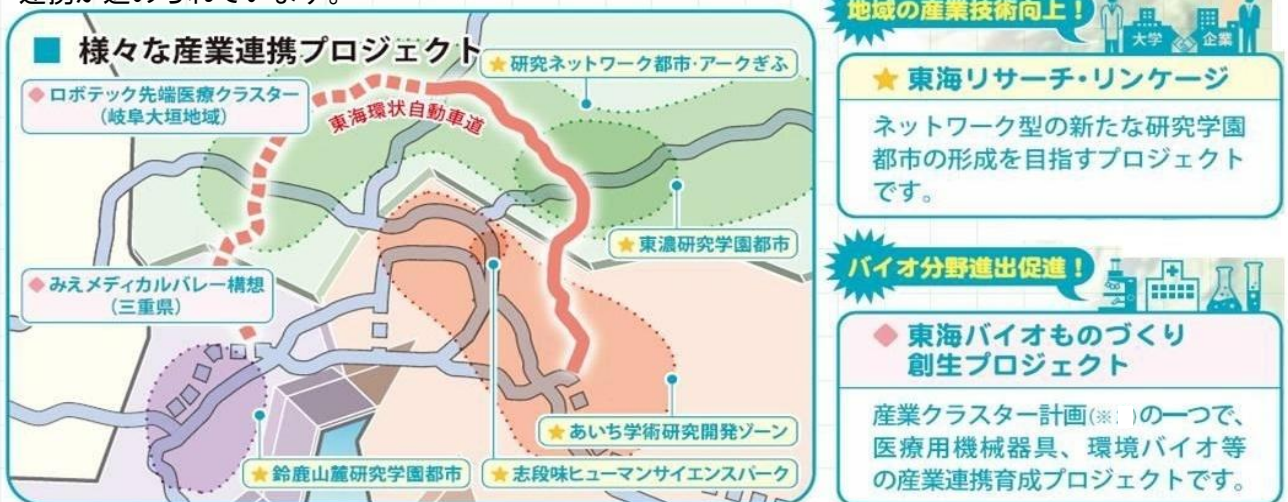 連携が進められています。
■ 様々な産業連携プロジェクト
◆ロボテック先端医療クラスター
（岐阜大垣地域）
東海環状自動車道
★研究ネットワーク都市・アークぎふ
★東濃研究学園都市
◆みえメディカルバレー構想
（三重県）
★あいち学術研究開発ゾーン
★鈴鹿山麓研究学園都市
★志段味ヒューマンサイエンスパーク
地域の産業技術向上！
大学
企業
★東海リサーチ・リンケージ
ネットワーク型の新たな研究学園
都市の形成を目指すプロジェクト
です。
バイオ分野進出促進！
◆東海バイオものづくり
創生プロジェクト
産業クラスター計画(※ )の一つで、
医療用機械器具、環境バイオ等
の産業連携育成プロジェクトです。